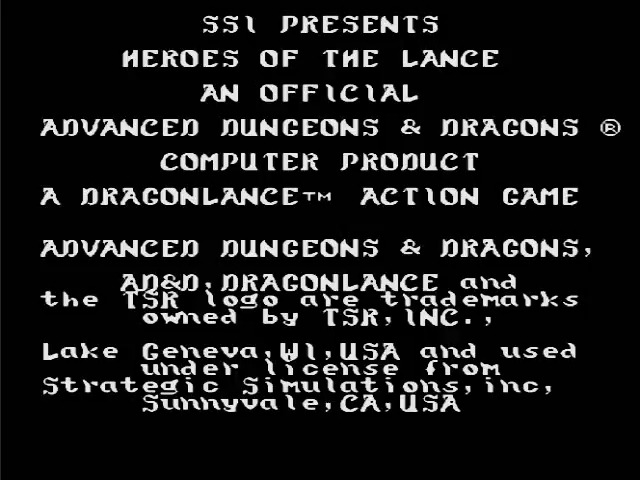 SSI PRESENTS
HEROES OF THE LANCE
AN OFFICIAL
ADVANCED DUNGEONS & DRAGONS ®
COMPUTER PRODUCT
A DRAGONLANCE™ ACTION GAME
ADVANCED DUNGEONS & DRAGONS,
AD&D,DRAGONLANCE and
the TSR logo are trademarks
owned by TSR,INC.,
Lake Geneva,WI,USA and used
under license from
Strategic Simulations,inc,
Sunnyvale,CA,USA